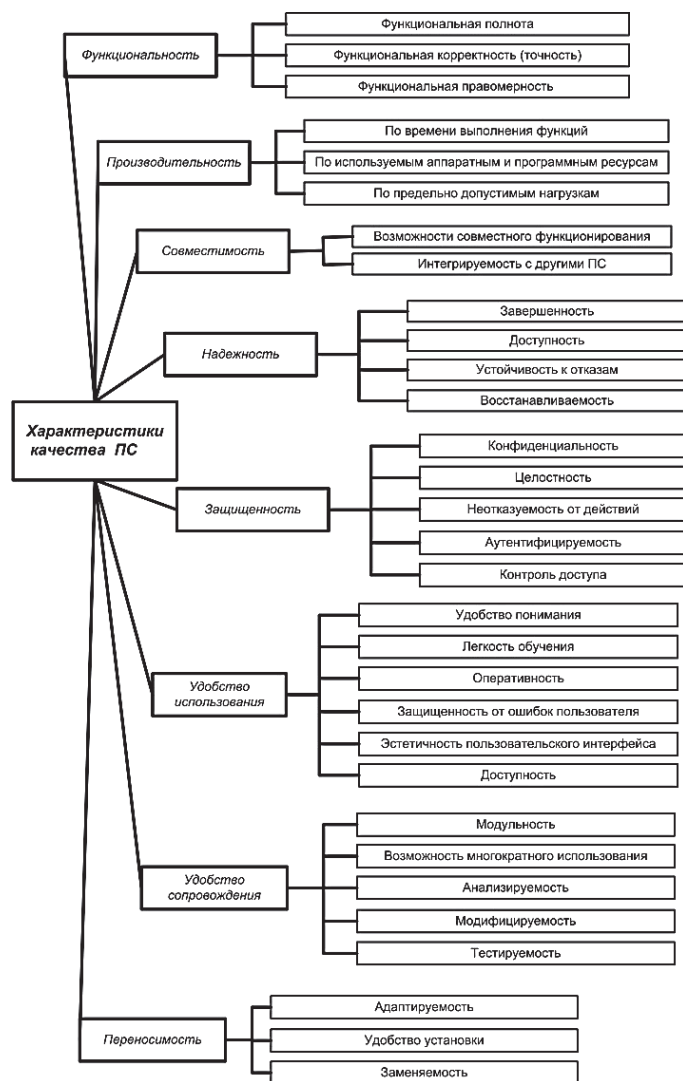 Функциональность
Функциональная полнота
Функциональная корректность (точность)
Функциональная правомерность
Производительность
По времени выполнения функций
По используемым аппаратным и программным ресурсам
По предельно допустимым нагрузкам
Совместимость
Возможности совместного функционирования
Интегрируемость с другими ПС
Надежность
Завершенность
Доступность
Устойчивость к отказам
Восстанавливаемость
Характеристики
качества ПС
Защищенность
Конфиденциальность
Целостность
Неотказуемость от действий
Аутентифицируемость
Контроль доступа
Удобство
использования
Удобство понимания
Легкость обучения
Оперативность
Защищенность от ошибок пользователя
Эстетичность пользовательского интерфейса
Доступность
Удобство
сопровождения
Модульность
Возможность многократного использования
Анализируемость
Модифицируемость
Тестируемость
Переносимость
Адаптируемость
Удобство установки
Заменяемость